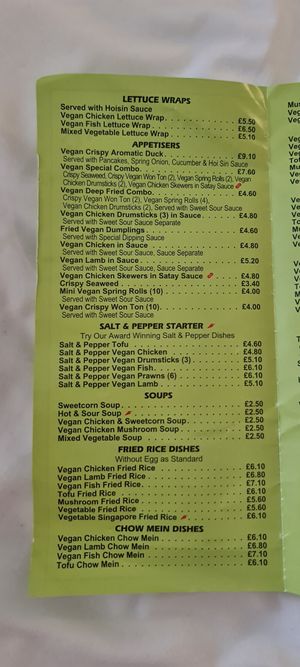 LETTUCE WRAPS
Served with Hoisin Sauce
Vegan Chicken Lettuce Wrap. . . . . . . . . . . £5.50
Vegan Fish Lettuce Wrap . . . . . . . . . . . . £6.50
Mixed Vegetable Lettuce Wrap . . . . . . . . . £5.10
APPETISERS
Vegan Crispy Aromatic Duck. . . . . . . . . . . £9.10
Served with Pancakes, Spring Onion, Cucumber & Hoi Sin Sauce
Vegan Special Combo. . . . . . . . . . . . . . £7.60
Crispy Seaweed, Crispy Vegan Won Ton (2), Vegan Spring Rolls (2), Vegan
Chicken Drumsticks (2), Vegan Chicken Skewers in Satay Sauce
Vegan Deep Fried Combo. . . . . . . . . . . . £4.60
Crispy Vegan Won Ton (2), Vegan Spring Rolls (4),
Vegan Chicken Drumsticks (2), Served with Sweet Sour Sauce
Vegan Chicken Drumsticks (3) in Sauce . . . . . £4.80
Served with Sweet Sour Sauce Separate
Fried Vegan Dumplings. . . . . . . . . . . . . £4.60
Served with Special Dipping Sauce
Vegan Chicken in Sauce . . . . . . . . . . . . £4.80
Served with Sweet Sour Sauce, Sauce Separate
Vegan Lamb in Sauce . . . . . . . . . . . . . £5.20
Served with Sweet Sour Sauce, Sauce Separate
Vegan Chicken Skewers in Satay Sauce . . . . £4.80
Crispy Seaweed . . . . . . . . . . . . . . . . £3.40
Mini Vegan Spring Rolls (10) . . . . . . . . . . £4.00
Served with Sweet Sour Sauce
Vegan Crispy Won Ton (10) . . . . . . . . . . . £4.00
Served with Sweet Sour Sauce
SALT & PEPPER STARTER
Try Our Award Winning Salt & Pepper Dishes
Salt & Pepper Tofu . . . . . . . . . . . . . . £4.60
Salt & Pepper Vegan Chicken . . . . . . . . . . £4.80
Salt & Pepper Vegan Drumsticks (3) . . . . . . £5.10
Salt & Pepper Vegan Fish. . . . . . . . . . . . £6.10
Salt & Pepper Vegan Prawns (6) . . . . . . . . £6.10
Salt & Pepper Vegan Lamb . . . . . . . . . . . £5.10
SOUPS
Sweetcorn Soup. . . . . . . . . . . . . . . . £2.50
Hot & Sour Soup . . . . . . . . . . . . . . . £2.50
Vegan Chicken & Sweetcorn Soup. . . . . . . . £2.50
Vegan Chicken Mushroom Soup . . . . . . . . . £2.50
Mixed Vegetable Soup . . . . . . . . . . . . . £2.50
FRIED RICE DISHES
Without Egg as Standard
Vegan Chicken Fried Rice . . . . . . . . . . . £6.10
Vegan Lamb Fried Rice . . . . . . . . . . . . £6.80
Vegan Fish Fried Rice . . . . . . . . . . . . . £7.10
Tofu Fried Rice . . . . . . . . . . . . . . . . £6.10
Mushroom Fried Rice . . . . . . . . . . . . . £5.60
Vegetable Fried Rice . . . . . . . . . . . . . £5.60
Vegetable Singapore Fried Rice . . . . . . . . £6.10
CHOW MEIN DISHES
Vegan Chicken Chow Mein . . . . . . . . . . . £6.10
Vegan Lamb Chow Mein . . . . . . . . . . . . £6.80
Vegan Fish Chow Mein . . . . . . . . . . . . . £7.10
Tofu Chow Mein . . . . . . . . . . . . . . . . £6.10